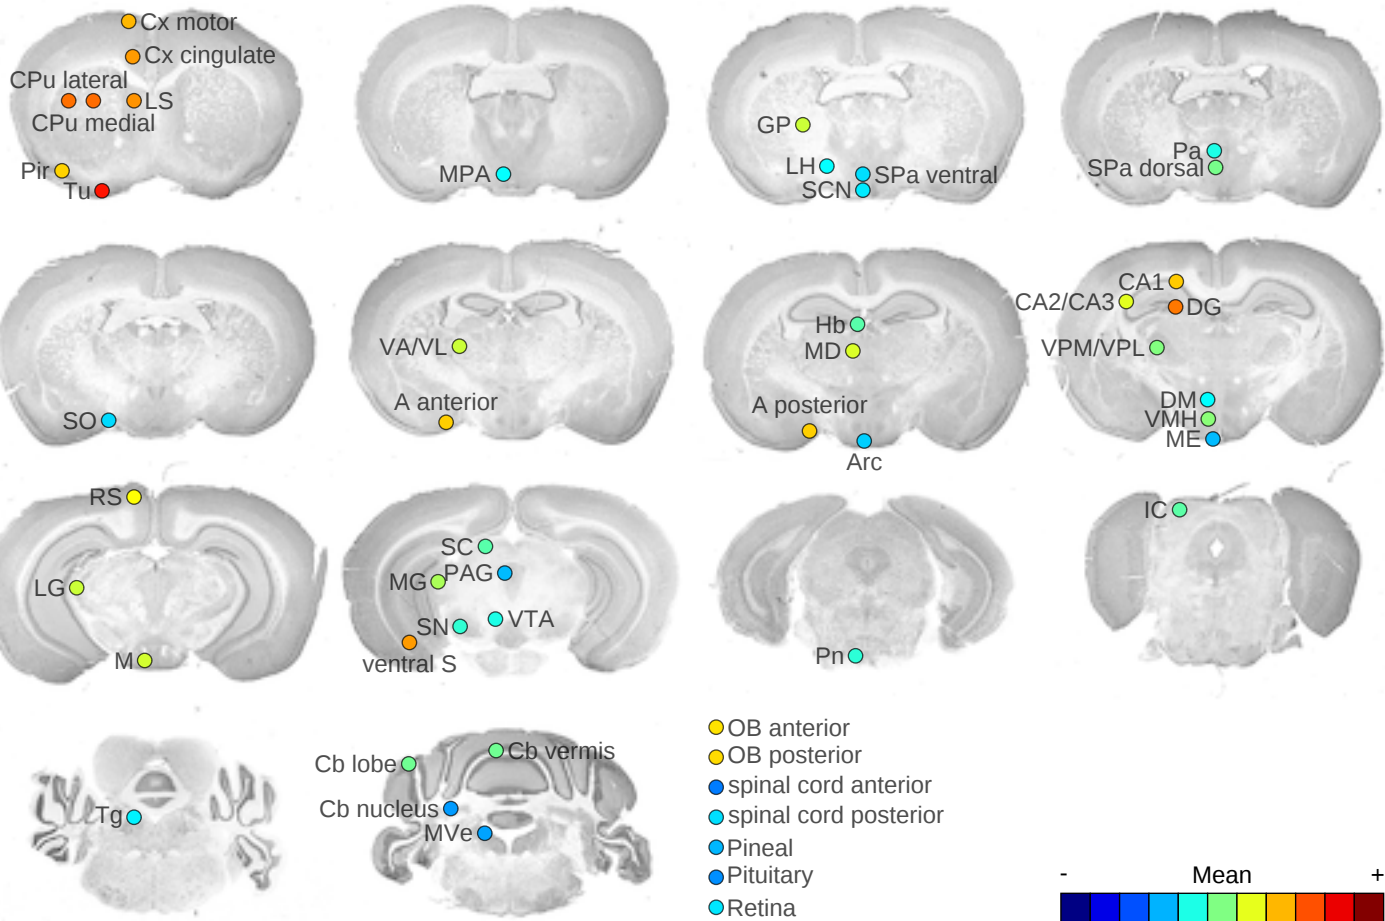 Cx motor
Cx cingulate
CPu lateral
LS
CPu medial
Pir
Tu
MPA
GP
LH
SPa ventral
SCN
Pa
SPa dorsal
SO
VA/VL
A anterior
Hb
MD
A posterior
Arc
CA1
CA2/CA3
DG
VPM/VPL
DM
VMH
ME
RS
LG
M
SC
PAG
MG
SN
VTA
ventral S
Pn
IC
Tg
Cb lobe
Cb vermis
Cb nucleus
MVe
OB anterior
OB posterior
spinal cord anterior
spinal cord posterior
Pineal
Pituitary
Retina
- Mean +